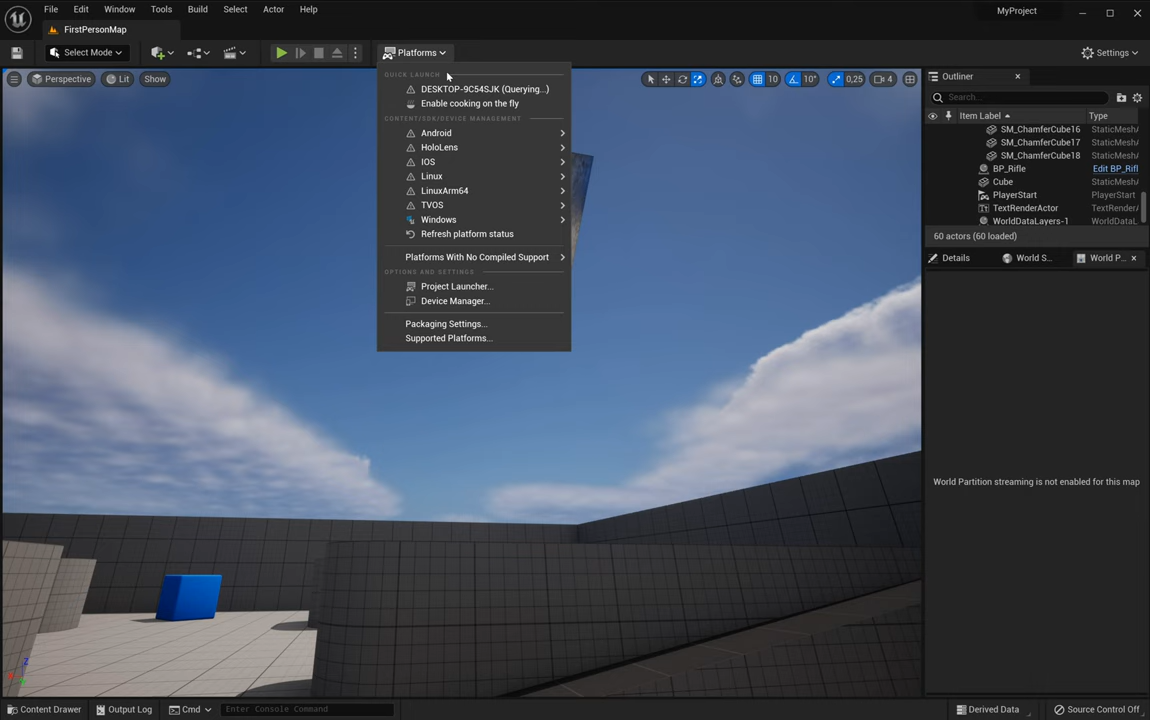 File Edit Window Tools Build Select Actor Help MyProject
FirstPersonMap
Select Mode Platforms Settings
Perspective Lit Show 10 10° 0,25 4
QUICK LAUNCH
DESKTOP-9C54SJK (Querying...)
Enable cooking on the fly
CONTENT/SDK/DEVICE MANAGEMENT
Android
HoloLens
IOS
Linux
LinuxArm64
TVOS
Windows
Refresh platform status
Platforms With No Compiled Support
OPTIONS AND SETTINGS
Project Launcher...
Device Manager...
Packaging Settings...
Supported Platforms...
Outliner
Search...
Item Label Type
SM_ChamferCube16 StaticMeshA
SM_ChamferCube17 StaticMeshA
SM_ChamferCube18 StaticMeshA
BP_Rifle Edit BP_Rifl
Cube StaticMeshA
PlayerStart PlayerStart
TextRenderActor TextRenderA
WorldDataLayers-1 WorldDataL
60 actors (60 loaded)
Details World S... World P...
World Partition streaming is not enabled for this map
Content Drawer Output Log Cmd Enter Console Command Derived Data Source Control Off